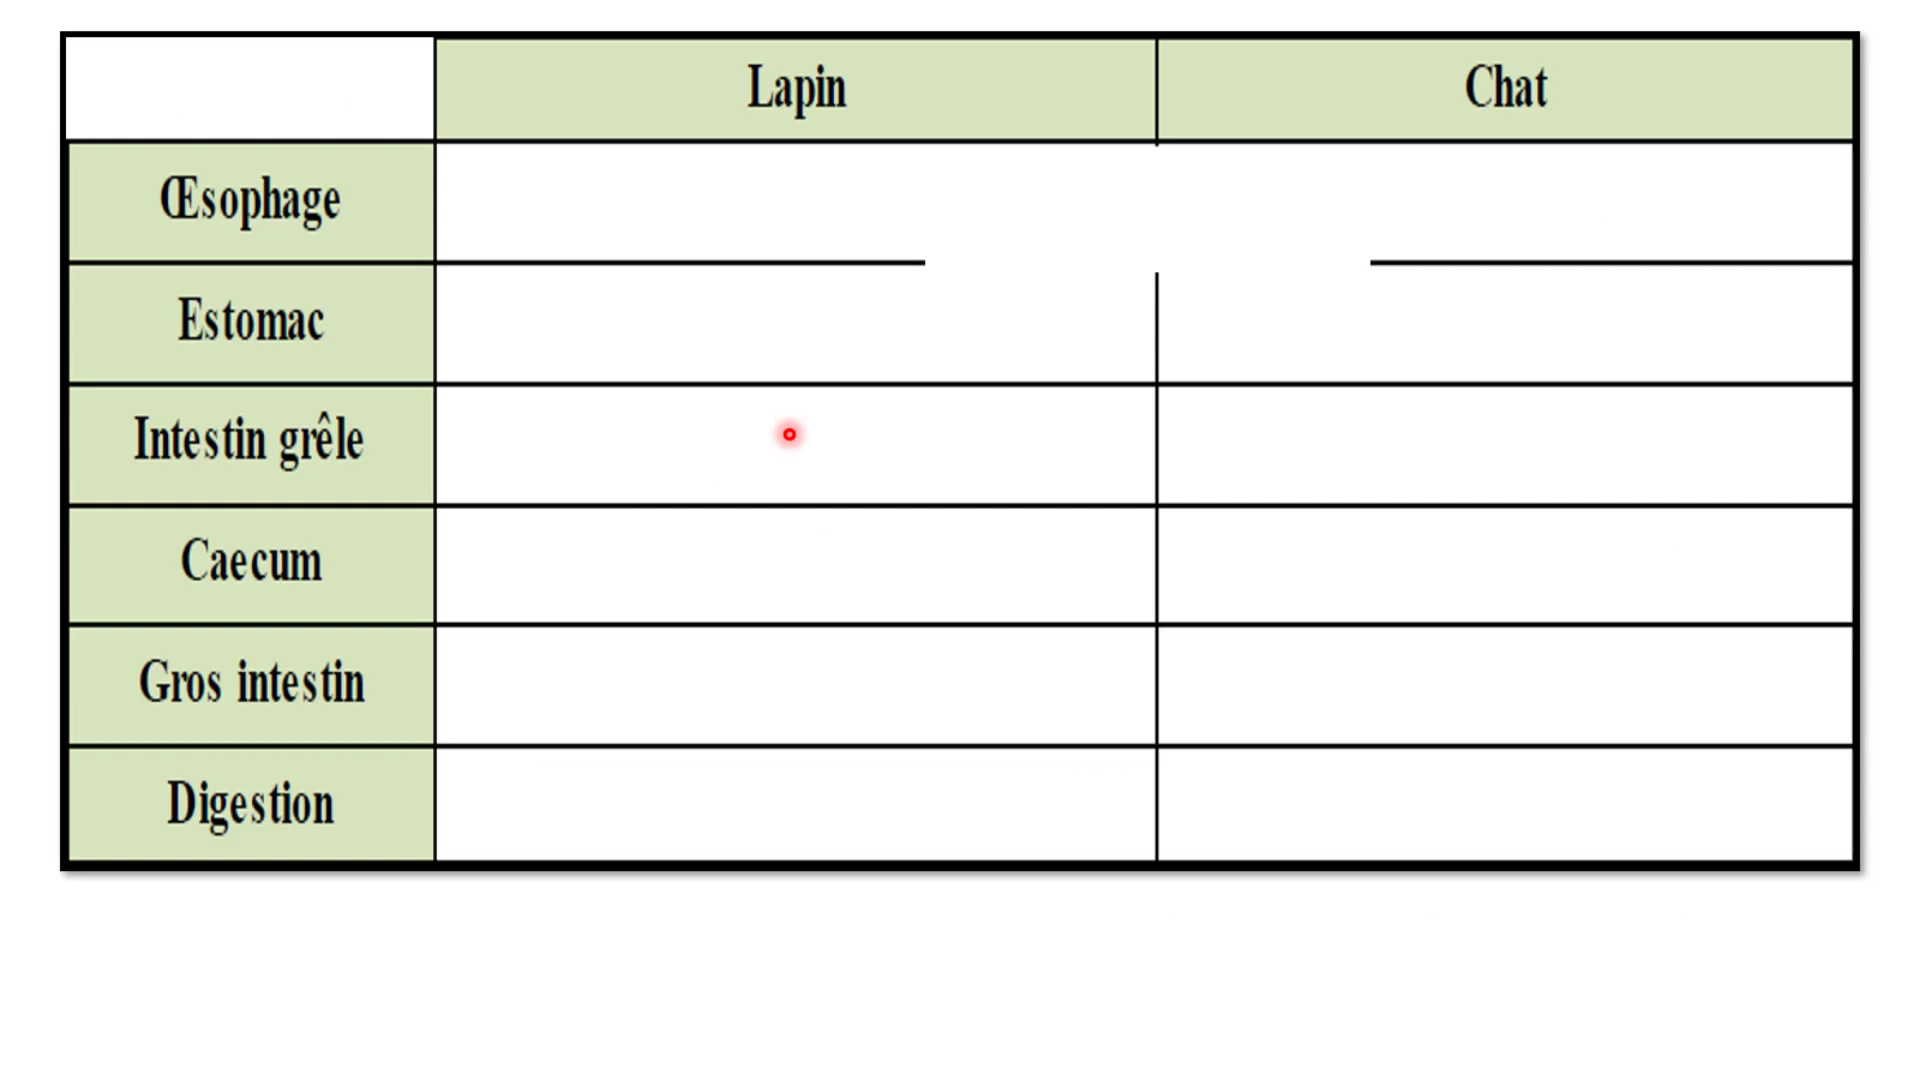 Lapin
Chat
Œsophage
Estomac
Intestin grêle
Caecum
Gros intestin
Digestion